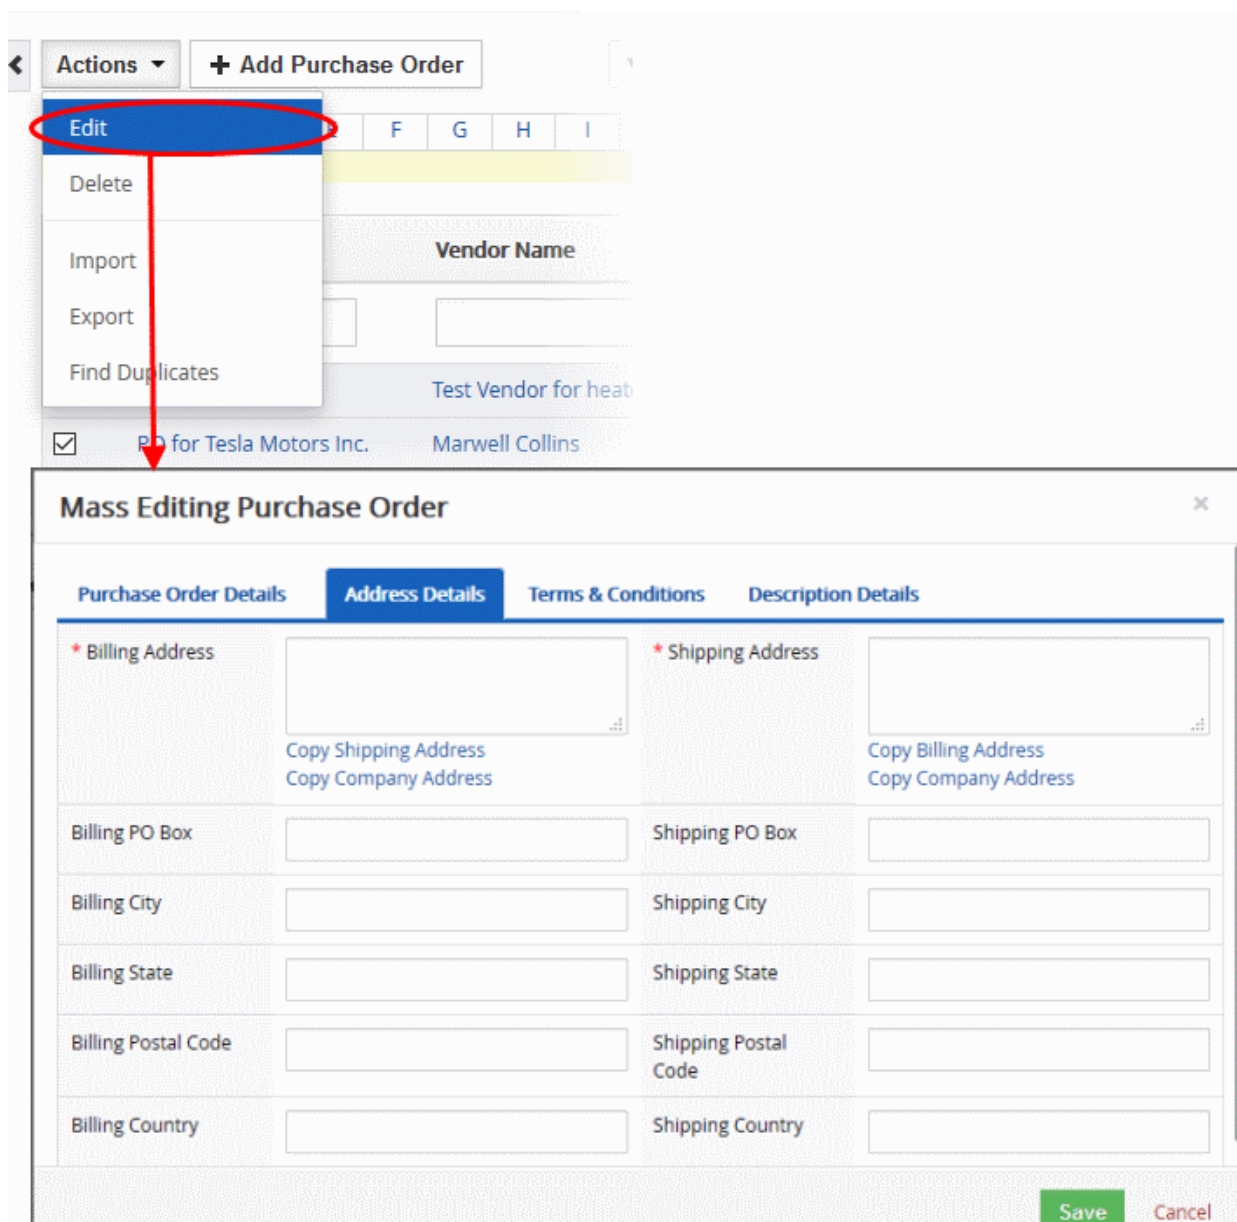 Actions + Add Purchase Order
Edit
F G H I
Delete
Vendor Name
Import
Export
Find Duplicates
Test Vendor for heat
PO for Tesla Motors Inc. Marwell Collins
Mass Editing Purchase Order ×
Purchase Order Details Address Details Terms & Conditions Description Details
* Billing Address * Shipping Address
Copy Shipping Address Copy Billing Address
Copy Company Address Copy Company Address
Billing PO Box Shipping PO Box
Billing City Shipping City
Billing State Shipping State
Billing Postal Code Shipping Postal
Code
Billing Country Shipping Country
Save Cancel